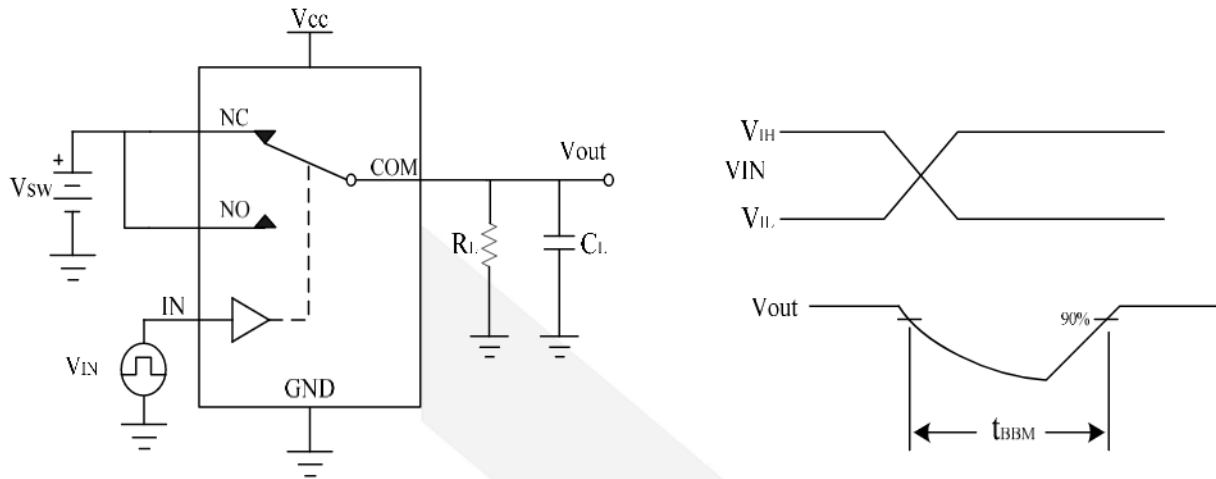 Vcc
NC
COM
Vout
+
VSW
NO
RL
CL
IN
VIN
GND
VIH
VIN
VIL
Vout
90%
tBBM